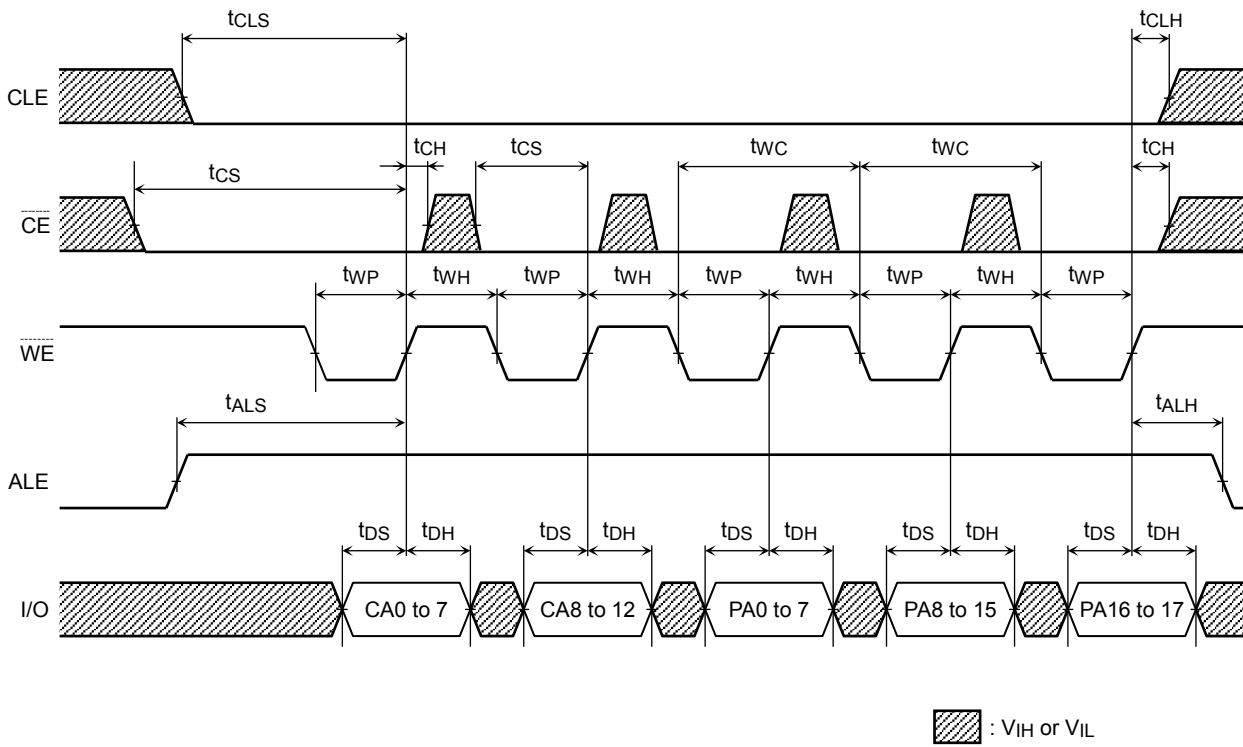 tCLS tCLH
CLE
tCH tCS tWC tWC tCH
tCS
CE
tWP tWH tWP tWH tWP tWH tWP tWH tWP
WE
tALS tALH
ALE
tDS tDH tDS tDH tDS tDH tDS tDH tDS tDH
I/O CA0 to 7 CA8 to 12 PA0 to 7 PA8 to 15 PA16 to 17
: VIH or VIL